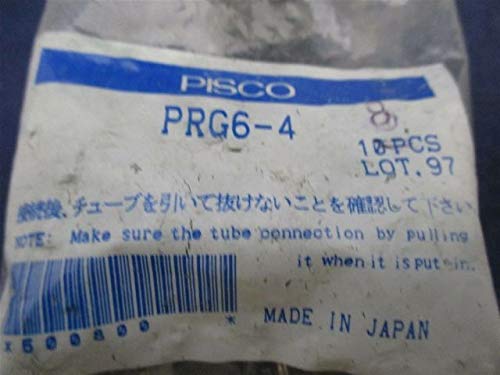 PISCO
PRG6-4
8
10PCS
LOT.97
接続後、チューブを引いて抜けないことを確認して下さい
NOTE: Make sure the tube connection by pulling
it when it is put in.
*600800*
MADE IN JAPAN